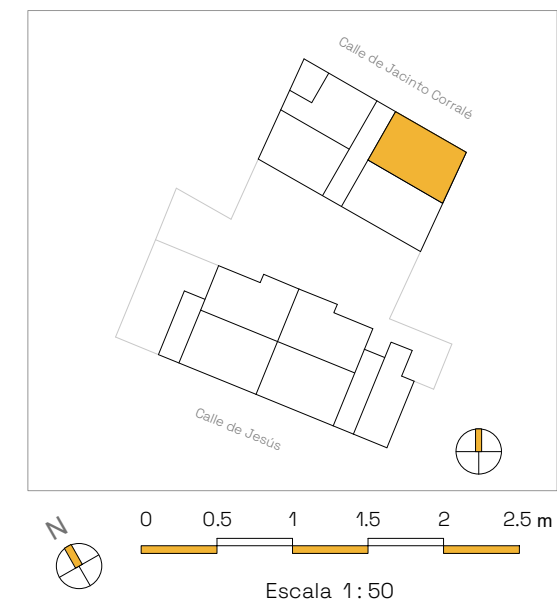 Calle de Jacinto Corralé
Calle de Jesús
N
0 0.5 1 1.5 2 2.5 m
Escala 1:50